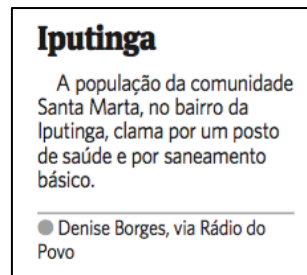 Iputinga
A população da comunidade
Santa Marta, no bairro da
Iputinga, clama por um posto
de saúde e por saneamento
básico.
Denise Borges, via Rádio do
Povo